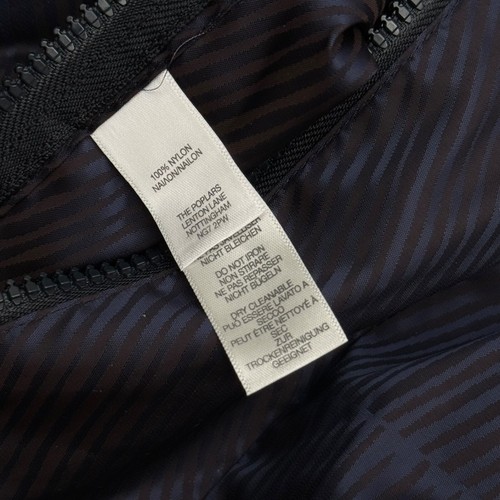 100% NYLON
NAIΛON/NAILON
THE POPLARS
LENTON LANE
NOTTINGHAM
NG7 2PW
NICHT BLEICHEN
DO NOT IRON
NON STIRARE
NE PAS REPASSER
NICHT BÜGELN
DRY CLEANABLE
PUÒ ESSERE LAVATO A
SECCO
PEUT ÊTRE NETTOYÉ À
SEC
ZUR
TROCKENREINIGUNG
GEEIGNET